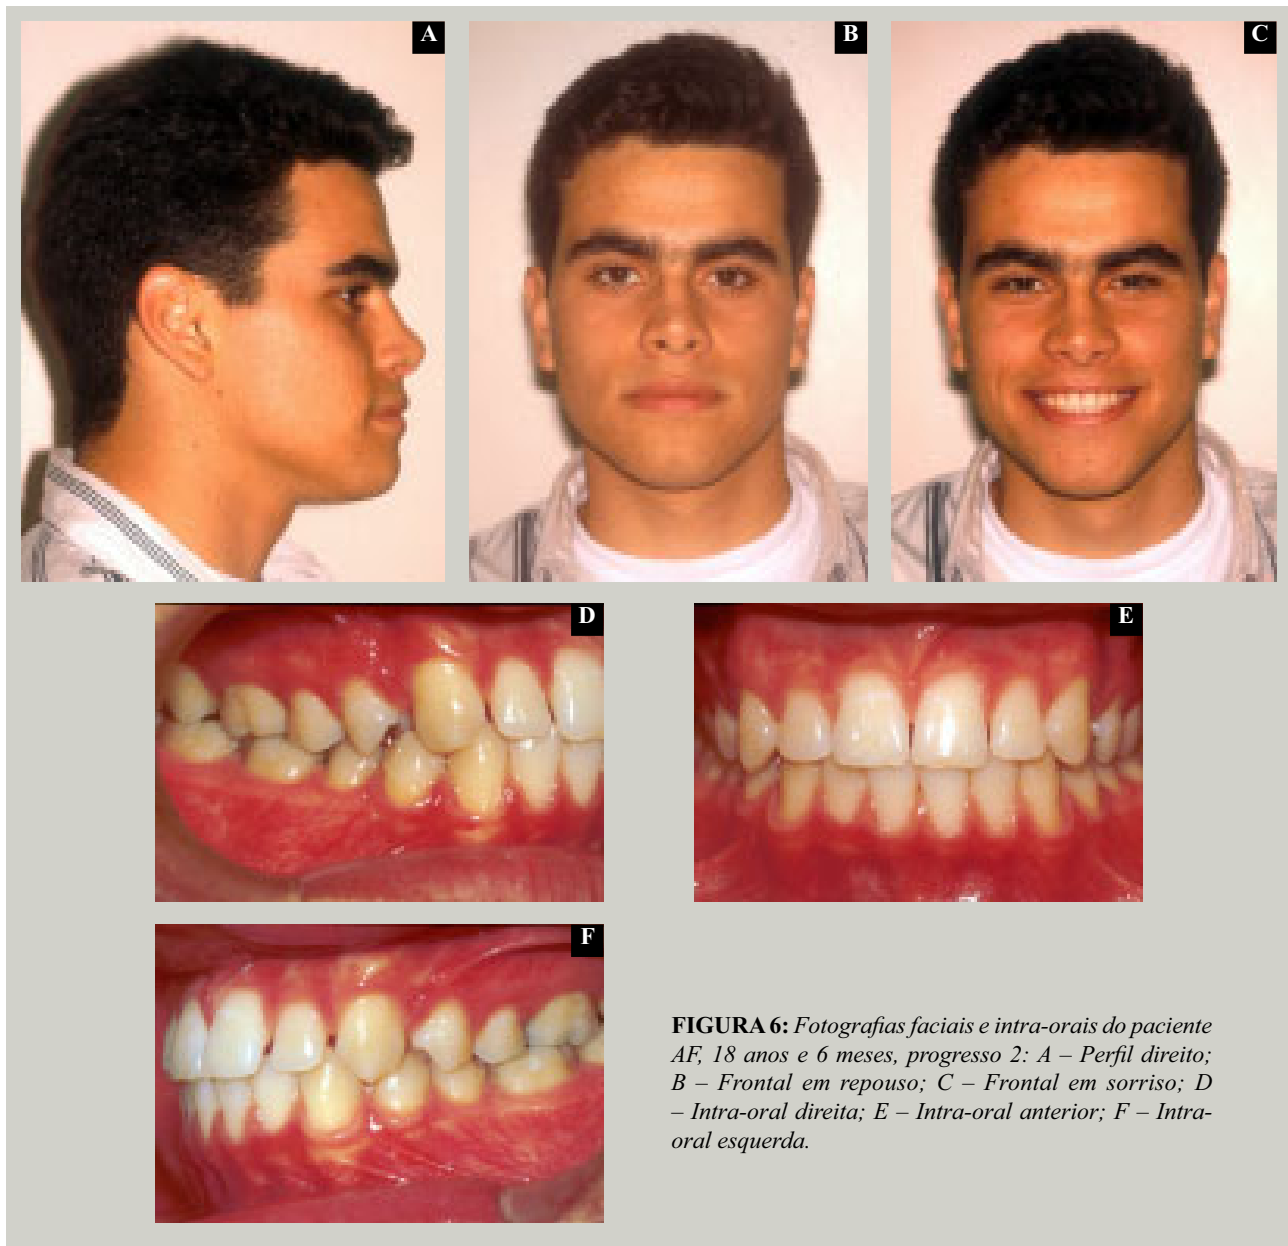 A
B
C
D
E
F
FIGURA 6: Fotografias faciais e intra-orais do paciente
AF, 18 anos e 6 meses, progresso 2: A – Perfil direito;
B – Frontal em repouso; C – Frontal em sorriso; D
– Intra-oral direita; E – Intra-oral anterior; F – Intra-
oral esquerda.